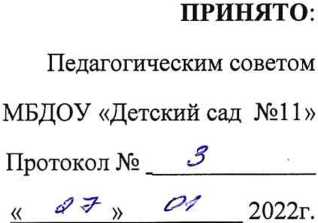 ПРИНЯТО:
Педагогическим советом
МБДОУ «Детский сад №11»
Протокол № 3
« 27 » 01 2022г.